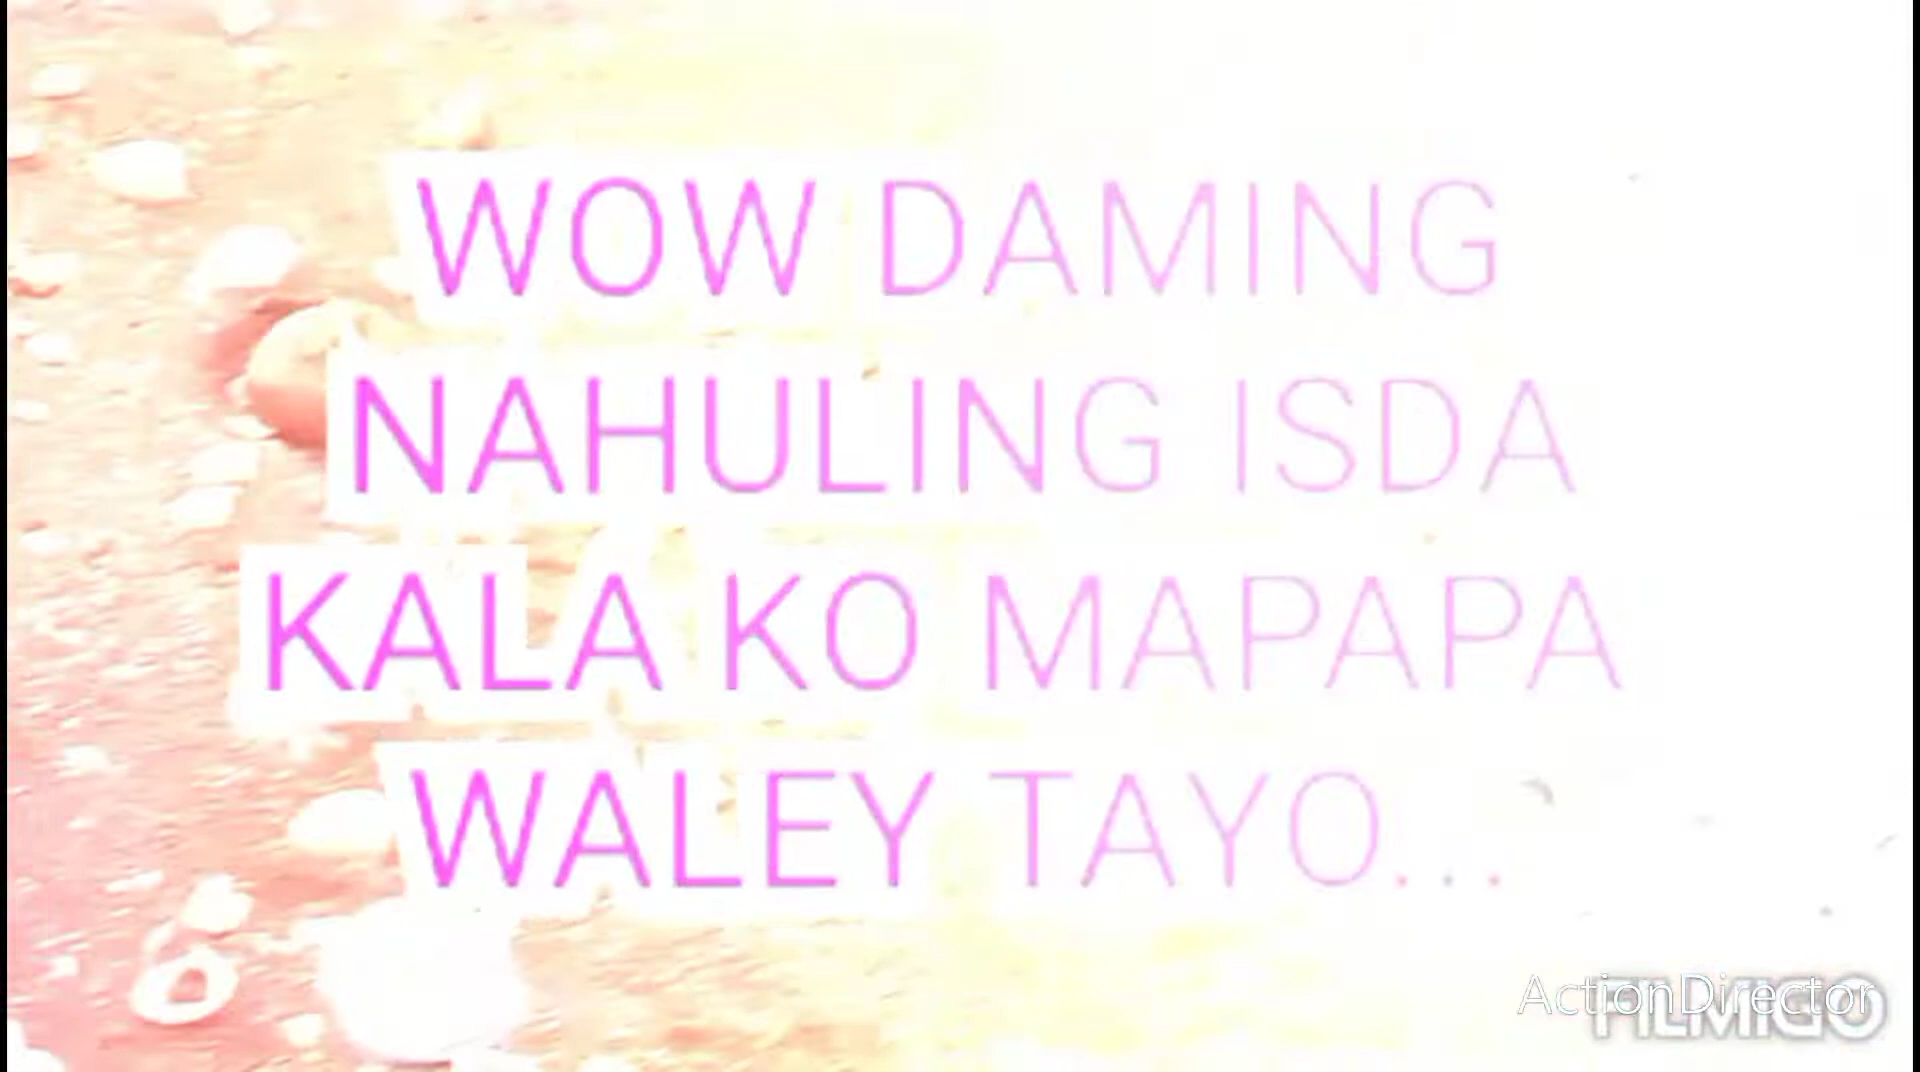 WOW DAMING
NAHULING ISDA
KALA KO MAPAPA
WALEY TAYO...
ActionDirector
FILMIGO